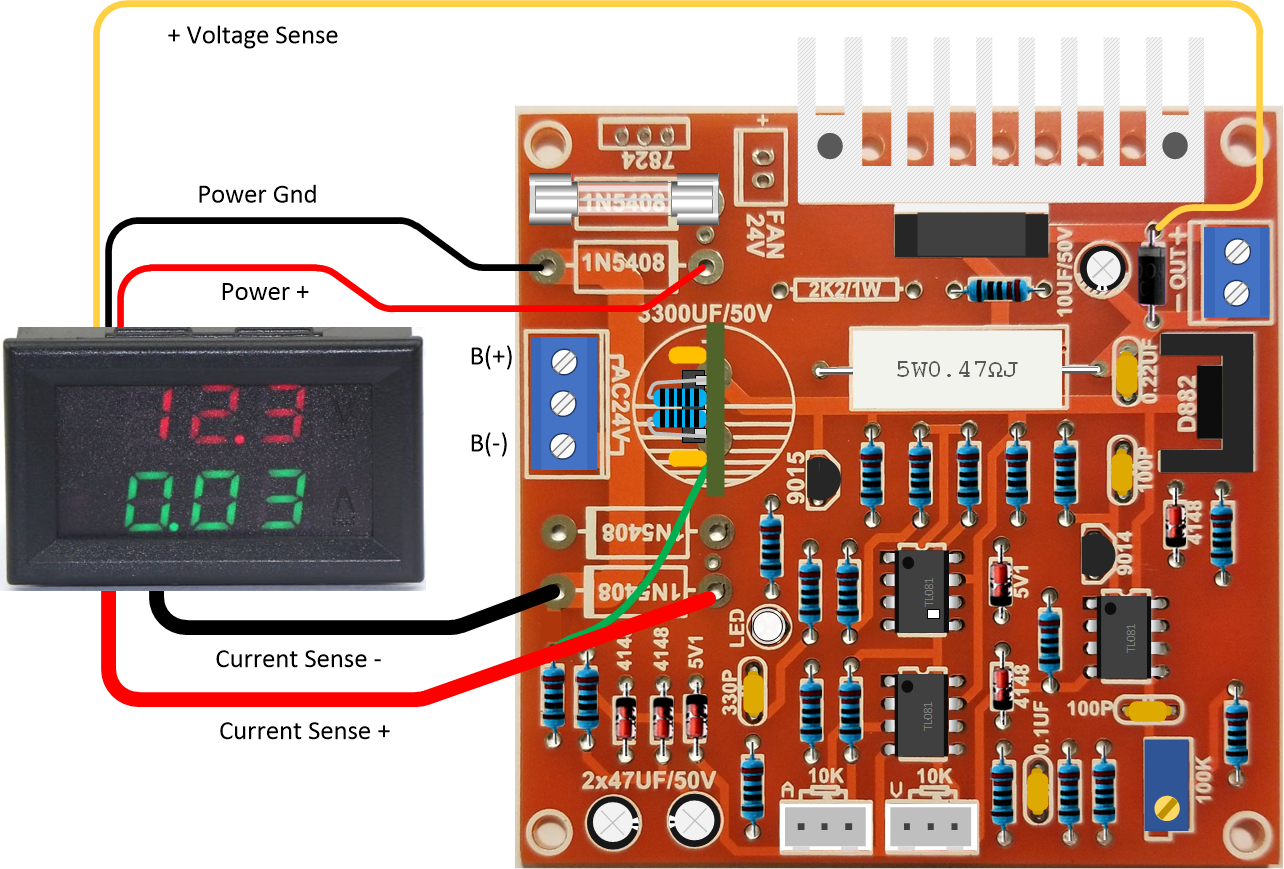 + Voltage Sense
+
7824
1N5408
FAN
24V
Power Gnd
1N5408
Power +
2K2/1W
10UF/50V
+
OUT
−
3300UF/50V
B(+)
AC24V~
B(-)
5W0.47ΩJ
0.22UF
D882
12.3 V
0.03 A
9015
100P
4148
1N5408
1N5408
9014
5V1
TL081
TL081
LED
4148
4148
5V1
Current Sense -
330P
4148
TL081
100P
0.1UF
Current Sense +
2x47UF/50V
10K
A
10K
V
100K